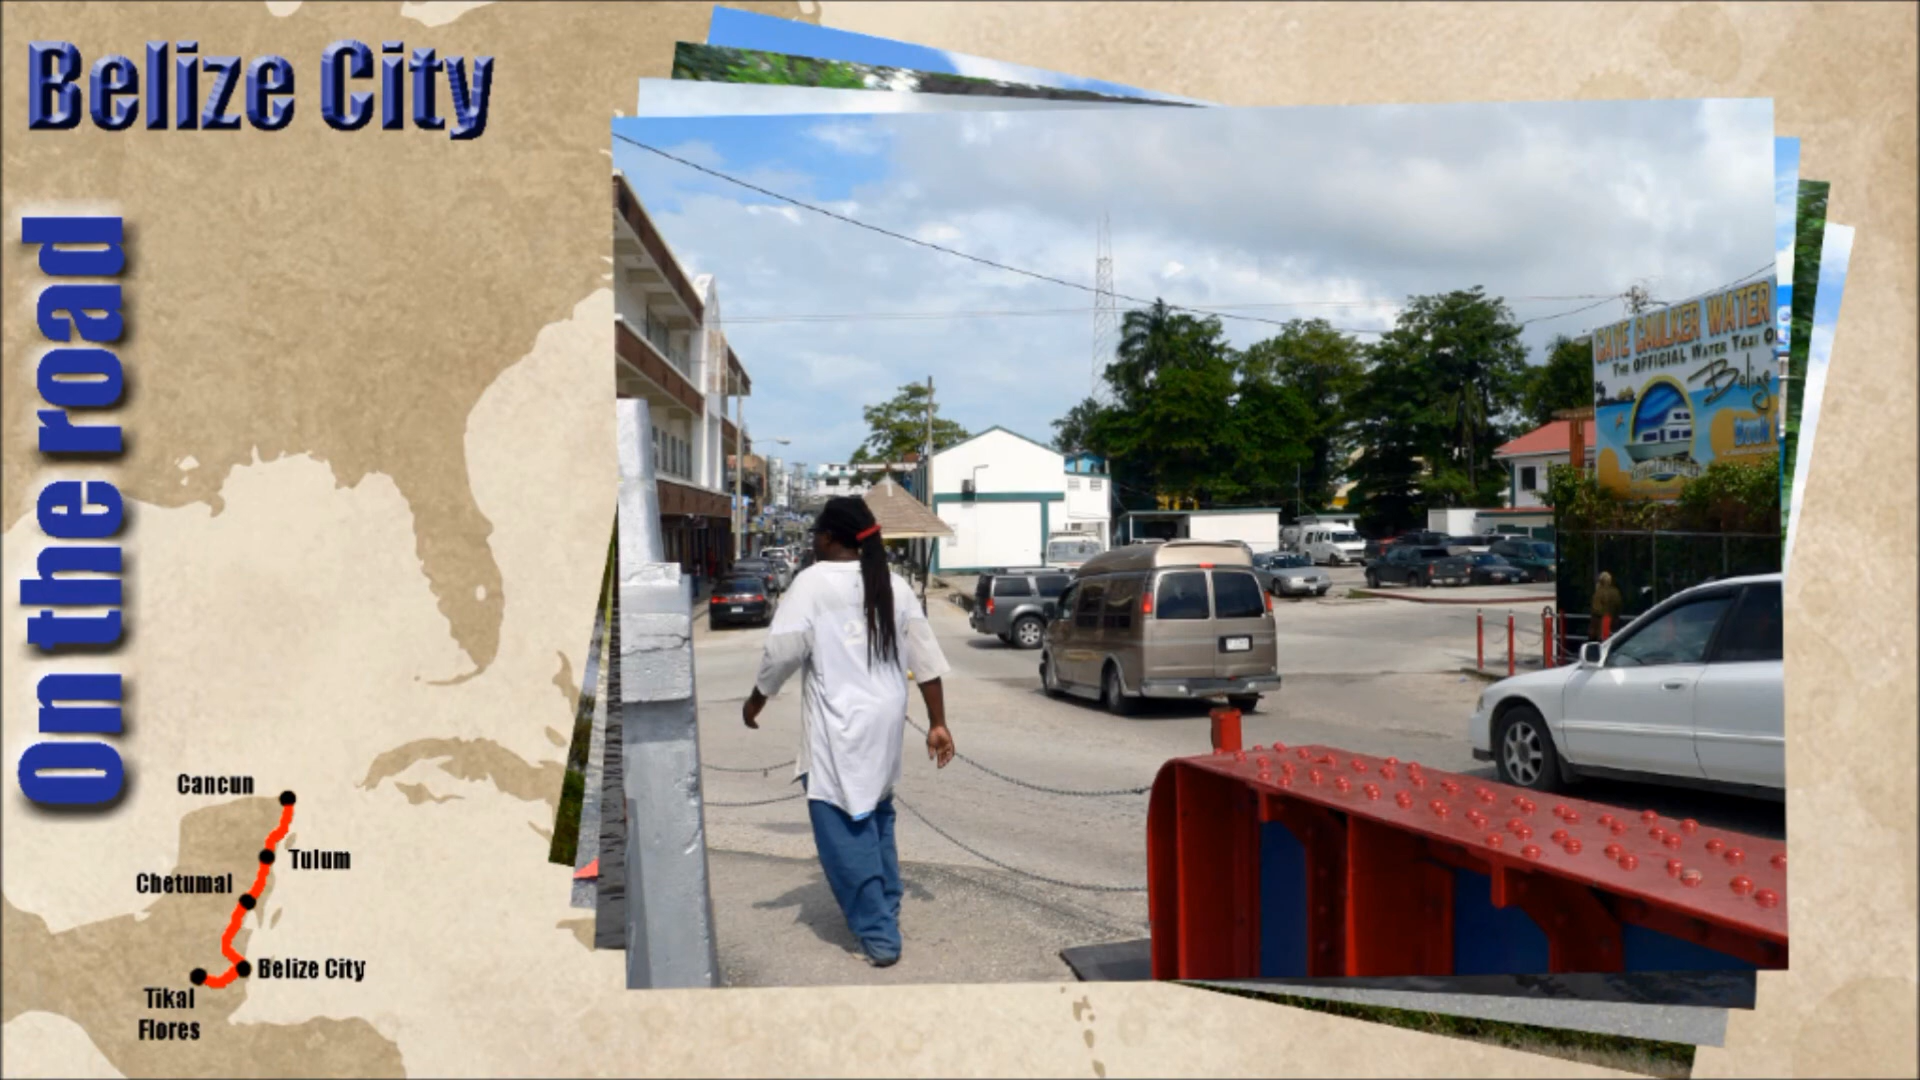 Belize City
On the road
Cancun
Tulum
Chetumal
Belize City
Tikal
Flores
CAYE CAULKER WATER
THE OFFICIAL WATER TAXI
Belize